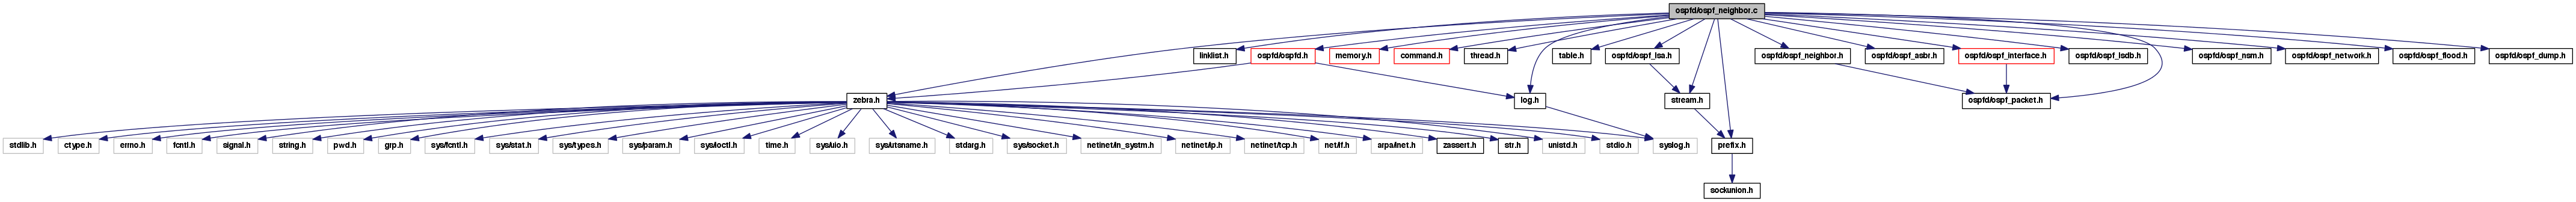 ospfd/ospf_neighbor.c
linklist.h
ospfd/ospfd.h
memory.h
command.h
thread.h
table.h
ospfd/ospf_lsa.h
ospfd/ospf_neighbor.h
ospfd/ospf_asbr.h
ospfd/ospf_interface.h
ospfd/ospf_lsdb.h
ospfd/ospf_nsm.h
ospfd/ospf_network.h
ospfd/ospf_flood.h
ospfd/ospf_dump.h
zebra.h
log.h
stream.h
ospfd/ospf_packet.h
stdlib.h
ctype.h
errno.h
fcntl.h
signal.h
string.h
pwd.h
grp.h
sys/fcntl.h
sys/stat.h
sys/types.h
sys/param.h
sys/ioctl.h
time.h
sys/uio.h
sys/utsname.h
stdarg.h
sys/socket.h
netinet/in_systm.h
netinet/ip.h
netinet/tcp.h
net/if.h
arpa/inet.h
zassert.h
str.h
unistd.h
stdio.h
syslog.h
prefix.h
sockunion.h